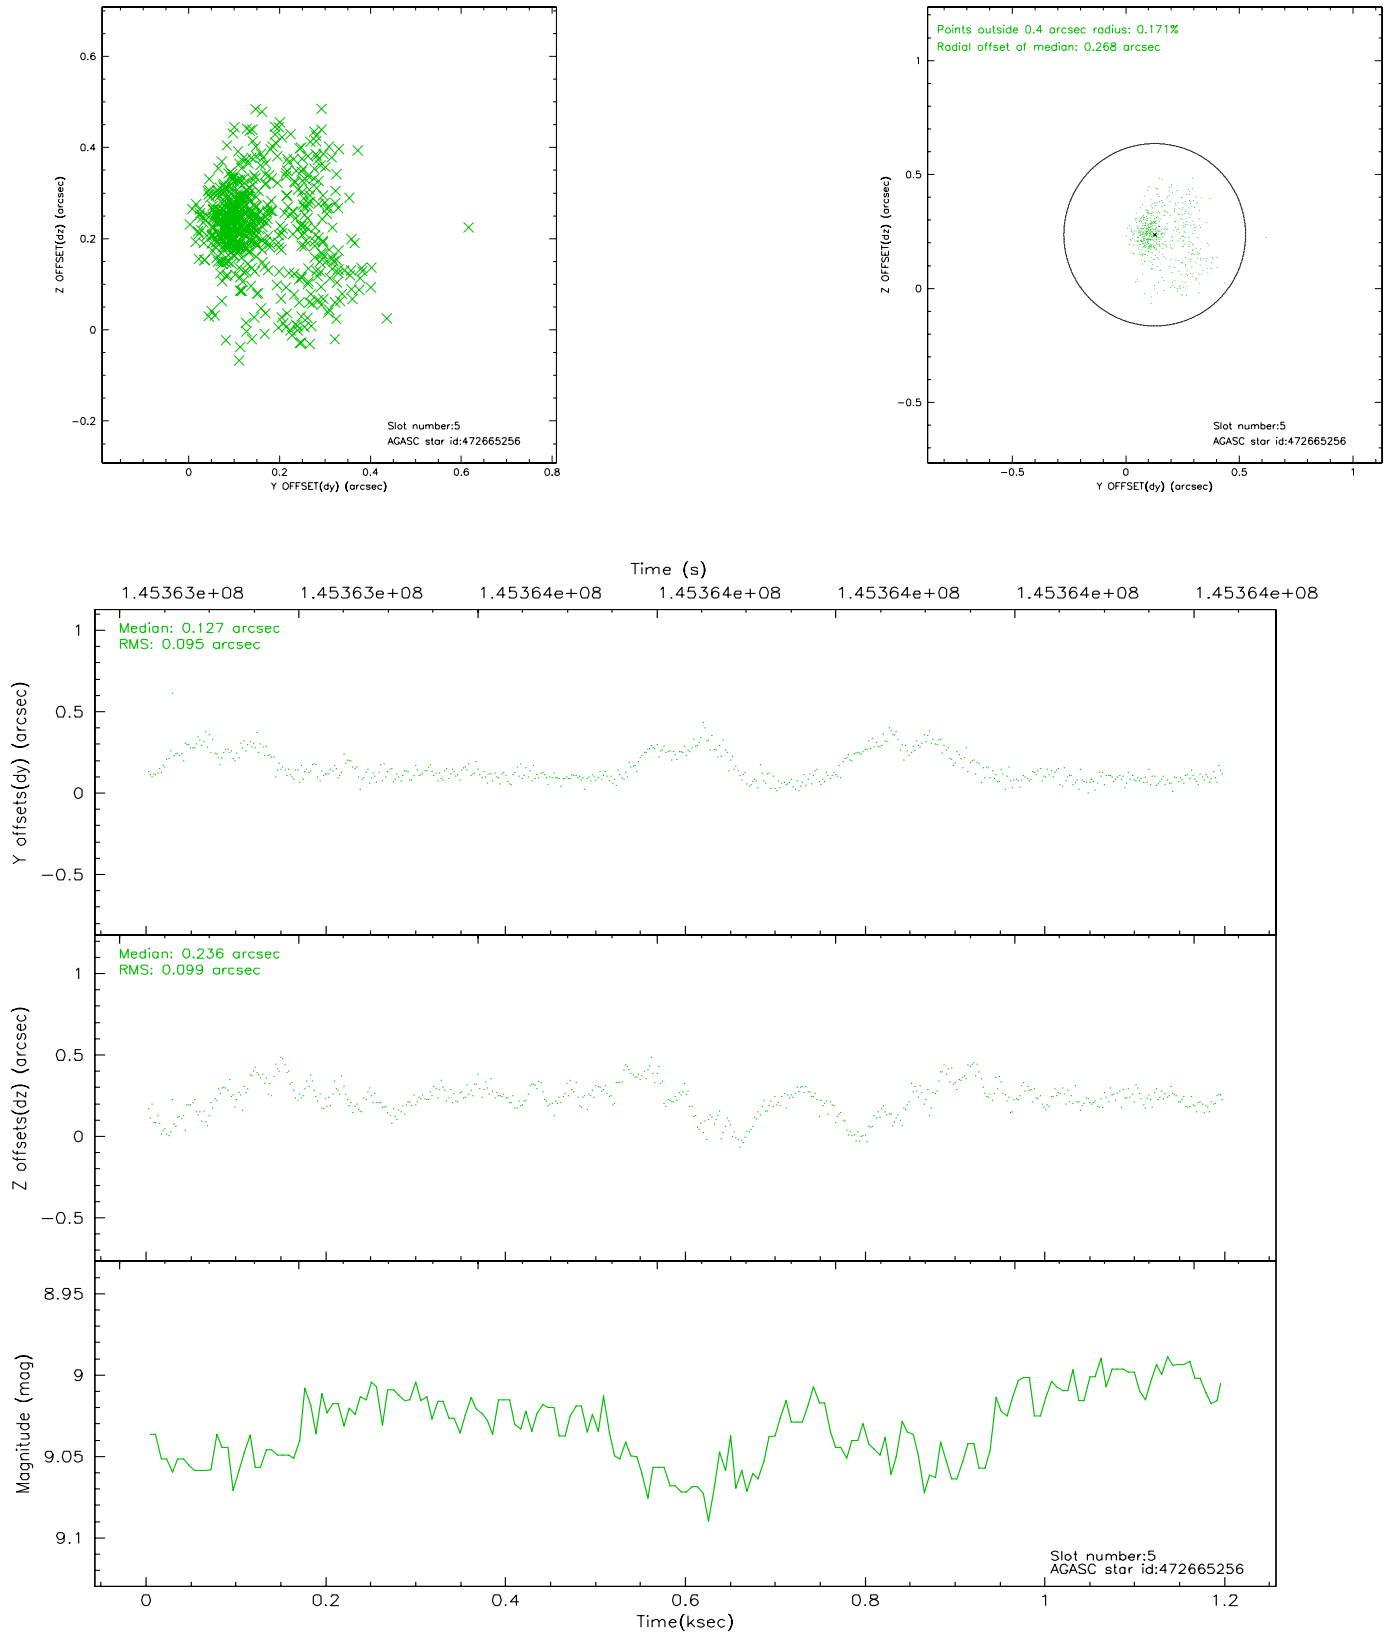 0.6
0.4
0.2
0
−0.2
Z OFFSET(dz) (arcsec)
Slot number:5
AGASC star id:472665256
0 0.2 0.4 0.6 0.8
Y OFFSET(dy) (arcsec)
Points outside 0.4 arcsec radius: 0.171%
Radial offset of median: 0.268 arcsec
1
0.5
0
−0.5
Z OFFSET(dz) (arcsec)
Slot number:5
AGASC star id:472665256
−0.5 0 0.5 1
Y OFFSET(dy) (arcsec)
Time (s)
1.45363e+08 1.45363e+08 1.45364e+08 1.45364e+08 1.45364e+08 1.45364e+08 1.45364e+08
Median: 0.127 arcsec
RMS: 0.095 arcsec
1
0.5
0
−0.5
Y offsets(dy) (arcsec)
Median: 0.236 arcsec
RMS: 0.099 arcsec
1
0.5
0
−0.5
Z offsets(dz) (arcsec)
8.95
9
9.05
9.1
Magnitude (mag)
Slot number:5
AGASC star id:472665256
0 0.2 0.4 0.6 0.8 1 1.2
Time(ksec)